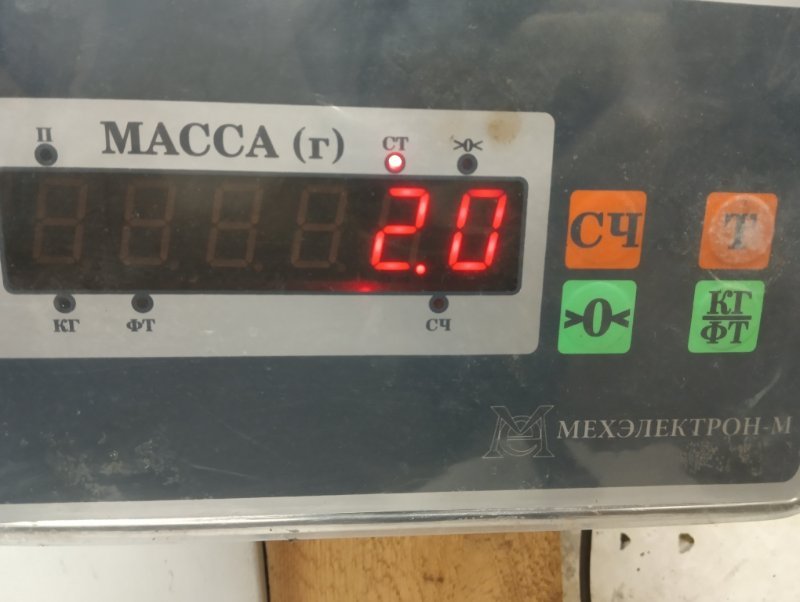 П МАССА (г) СТ >0<
2.0
КГ ФТ СЧ
СЧ Т
>0< КГ/ФТ
МЕХЭЛЕКТРОН-М